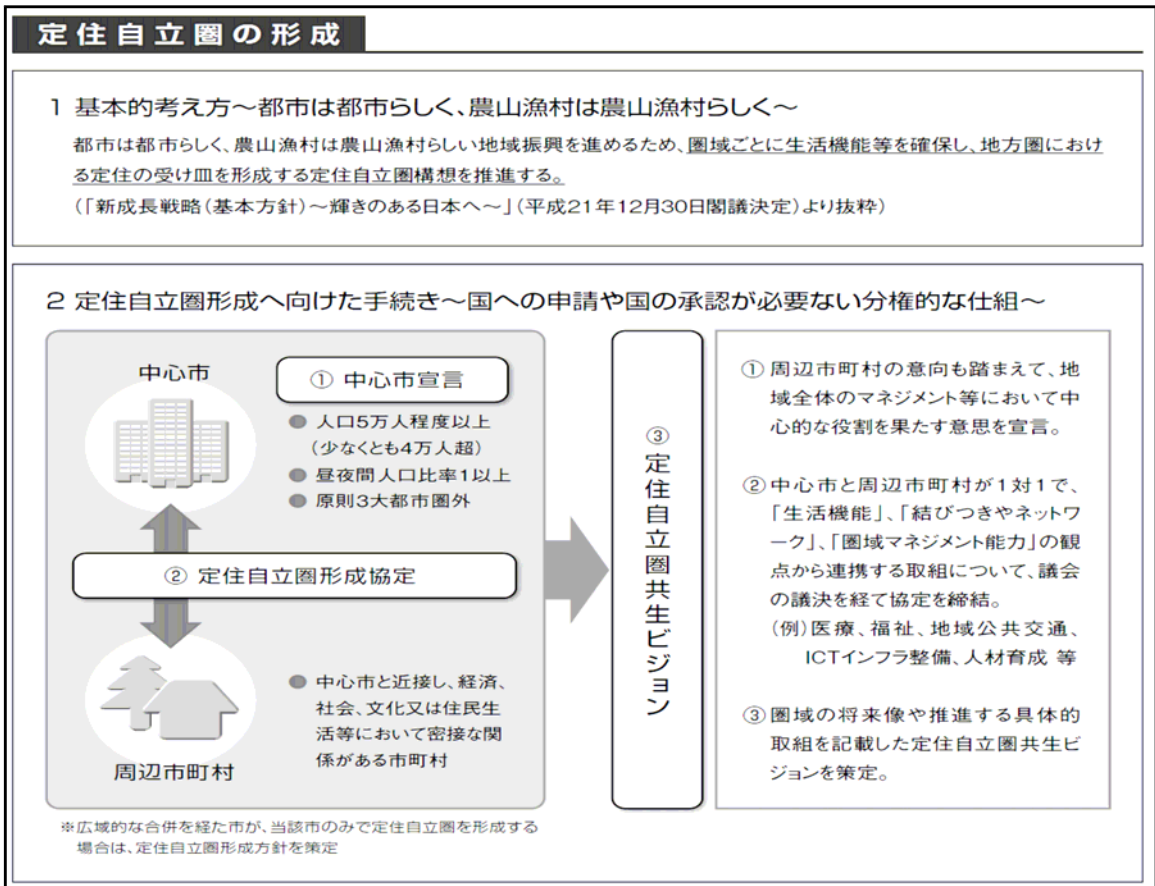 定住自立圏の形成
1 基本的考え方～都市は都市らしく、農山漁村は農山漁村らしく～
都市は都市らしく、農山漁村は農山漁村らしい地域振興を進めるため、圏域ごとに生活機能等を確保し、地方圏におけ
る定住の受け皿を形成する定住自立圏構想を推進する。
(「新成長戦略(基本方針)～輝きのある日本へ～」(平成21年12月30日閣議決定)より抜粋)
2 定住自立圏形成へ向けた手続き～国への申請や国の承認が必要ない分権的な仕組～
中心市
① 中心市宣言
● 人口5万人程度以上
(少なくとも4万人超)
● 昼夜間人口比率1以上
● 原則3大都市圏外
② 定住自立圏形成協定
● 中心市と近接し、経済、
社会、文化又は住民生
活等において密接な関
係がある市町村
周辺市町村
※広域的な合併を経た市が、当該市のみで定住自立圏を形成する
場合は、定住自立圏形成方針を策定
③定住自立圏共生ビジョン
① 周辺市町村の意向も踏まえて、地
域全体のマネジメント等において中
心的な役割を果たす意思を宣言。
② 中心市と周辺市町村が1対1で、
「生活機能」、「結びつきやネットワ
ーク」、「圏域マネジメント能力」の観
点から連携する取組について、議会
の議決を経て協定を締結。
(例)医療、福祉、地域公共交通、
ICTインフラ整備、人材育成 等
③ 圏域の将来像や推進する具体的
取組を記載した定住自立圏共生ビ
ジョンを策定。